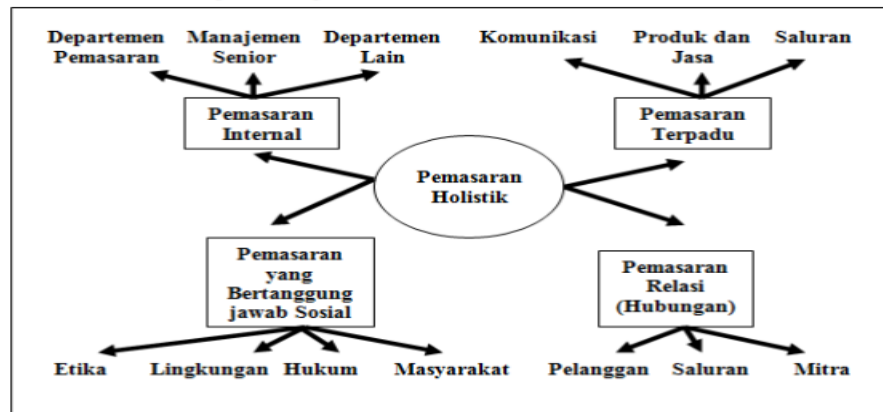 Departemen Pemasaran
Manajemen Senior
Departemen Lain
Komunikasi
Produk dan Jasa
Saluran
Pemasaran
Internal
Pemasaran
Terpadu
Pemasaran
Holistik
Pemasaran
yang
Bertanggung
jawab Sosial
Pemasaran
Relasi
(Hubungan)
Etika
Lingkungan
Hukum
Masyarakat
Pelanggan
Saluran
Mitra